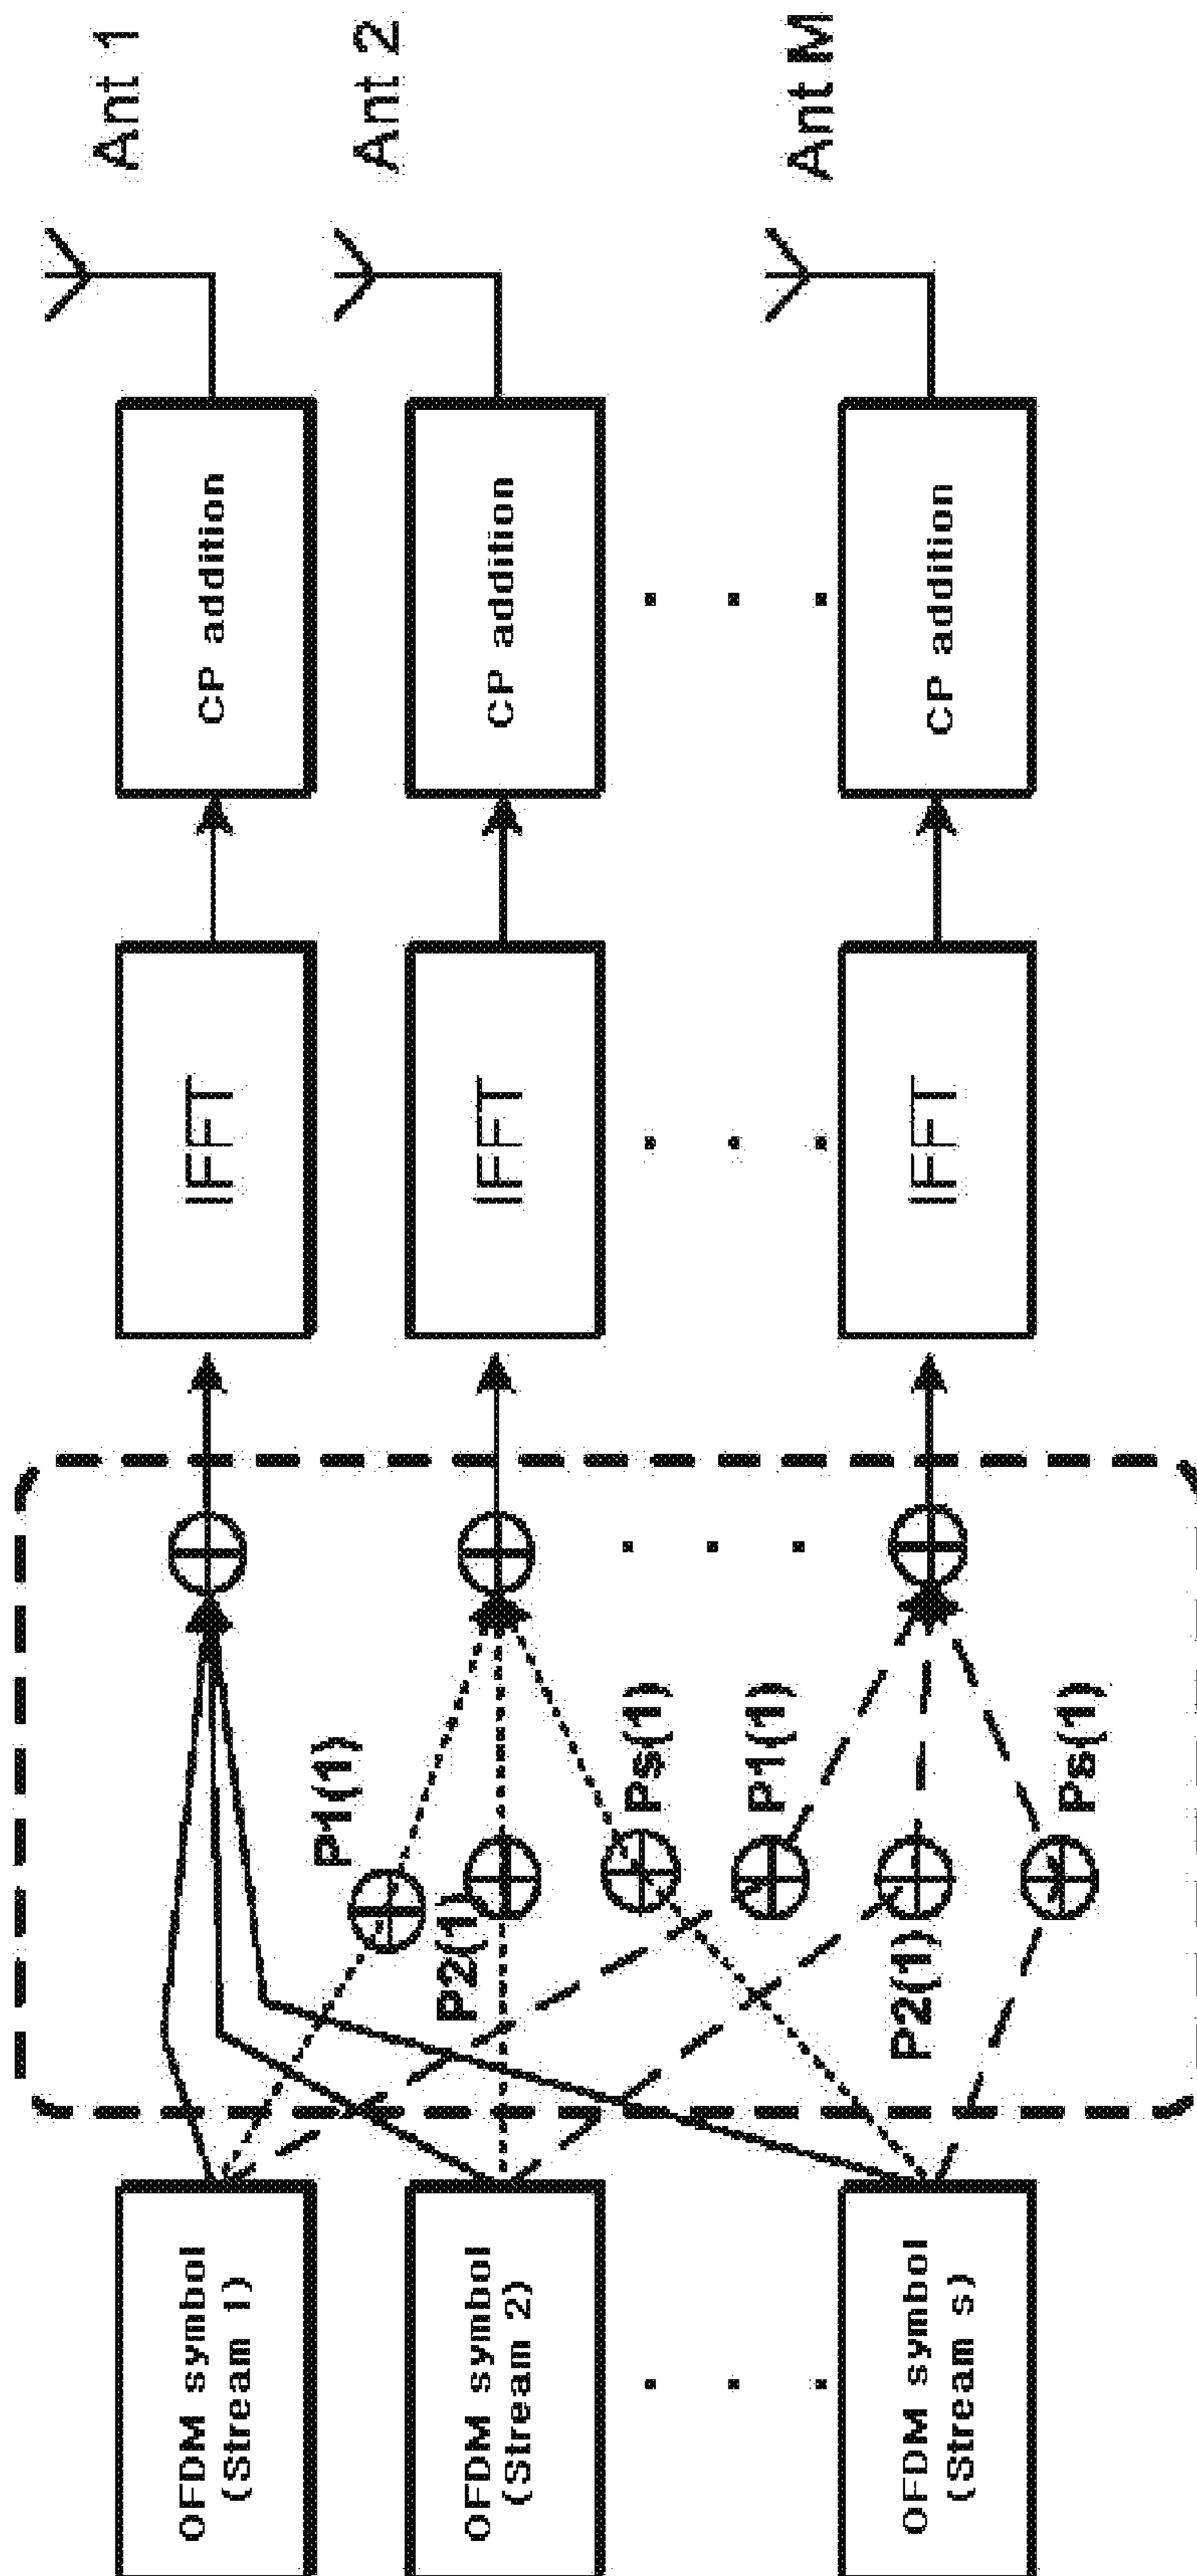 OFDM symbol
(Stream 1)
P1(1)
IFFT
CP addition
Ant 1
OFDM symbol
(Stream 2)
P2(1)
Ps(1)
IFFT
CP addition
Ant 2
OFDM symbol
(Stream s)
P1(1)
P2(1)
Ps(1)
IFFT
CP addition
Ant M